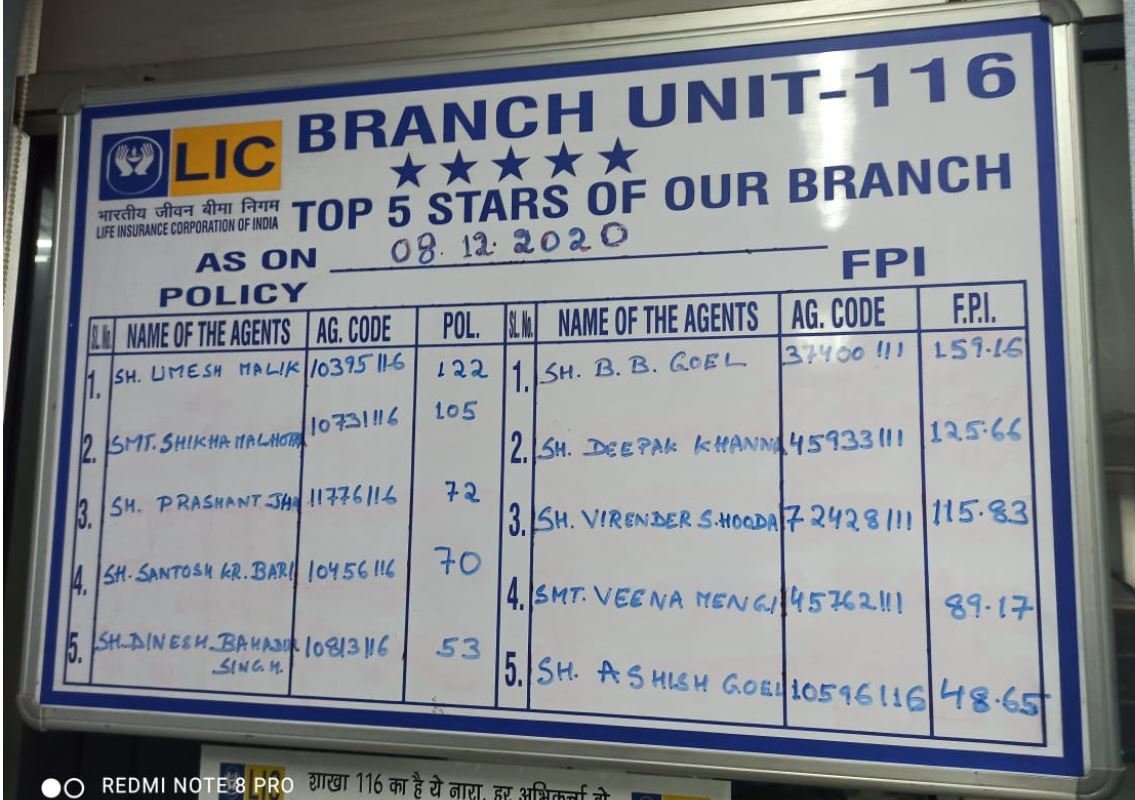 BRANCH UNIT-116
LIC
भारतीय जीवन बीमा निगम
LIFE INSURANCE CORPORATION OF INDIA
TOP 5 STARS OF OUR BRANCH
AS ON 08.12.2020
POLICY
FPI
SL No. NAME OF THE AGENTS AG. CODE POL.
1. SH. UMESH MALIK 10395116 122
2. SMT. SHIKHA MALHOTRA 10731116 105
3. SH. PRASHANT JHA 11776116 72
4. SH. SANTOSH KR. BARI 10456116 70
5. SH. DINESH BAHADUR SINGH. 10813116 53
SL No. NAME OF THE AGENTS AG. CODE F.P.I.
1. SH. B. B. GOEL 37400111 159.16
2. SH. DEEPAK KHANNA 45933111 125.66
3. SH. VIRENDER S. HOODA 72428111 115.83
4. SMT. VEENA MENGI 45762111 89.17
5. SH. ASHISH GOEL 10596116 48.65
LIC शाखा 116 का है ये नारा, हर अभिकर्ता
REDMI NOTE 8 PRO